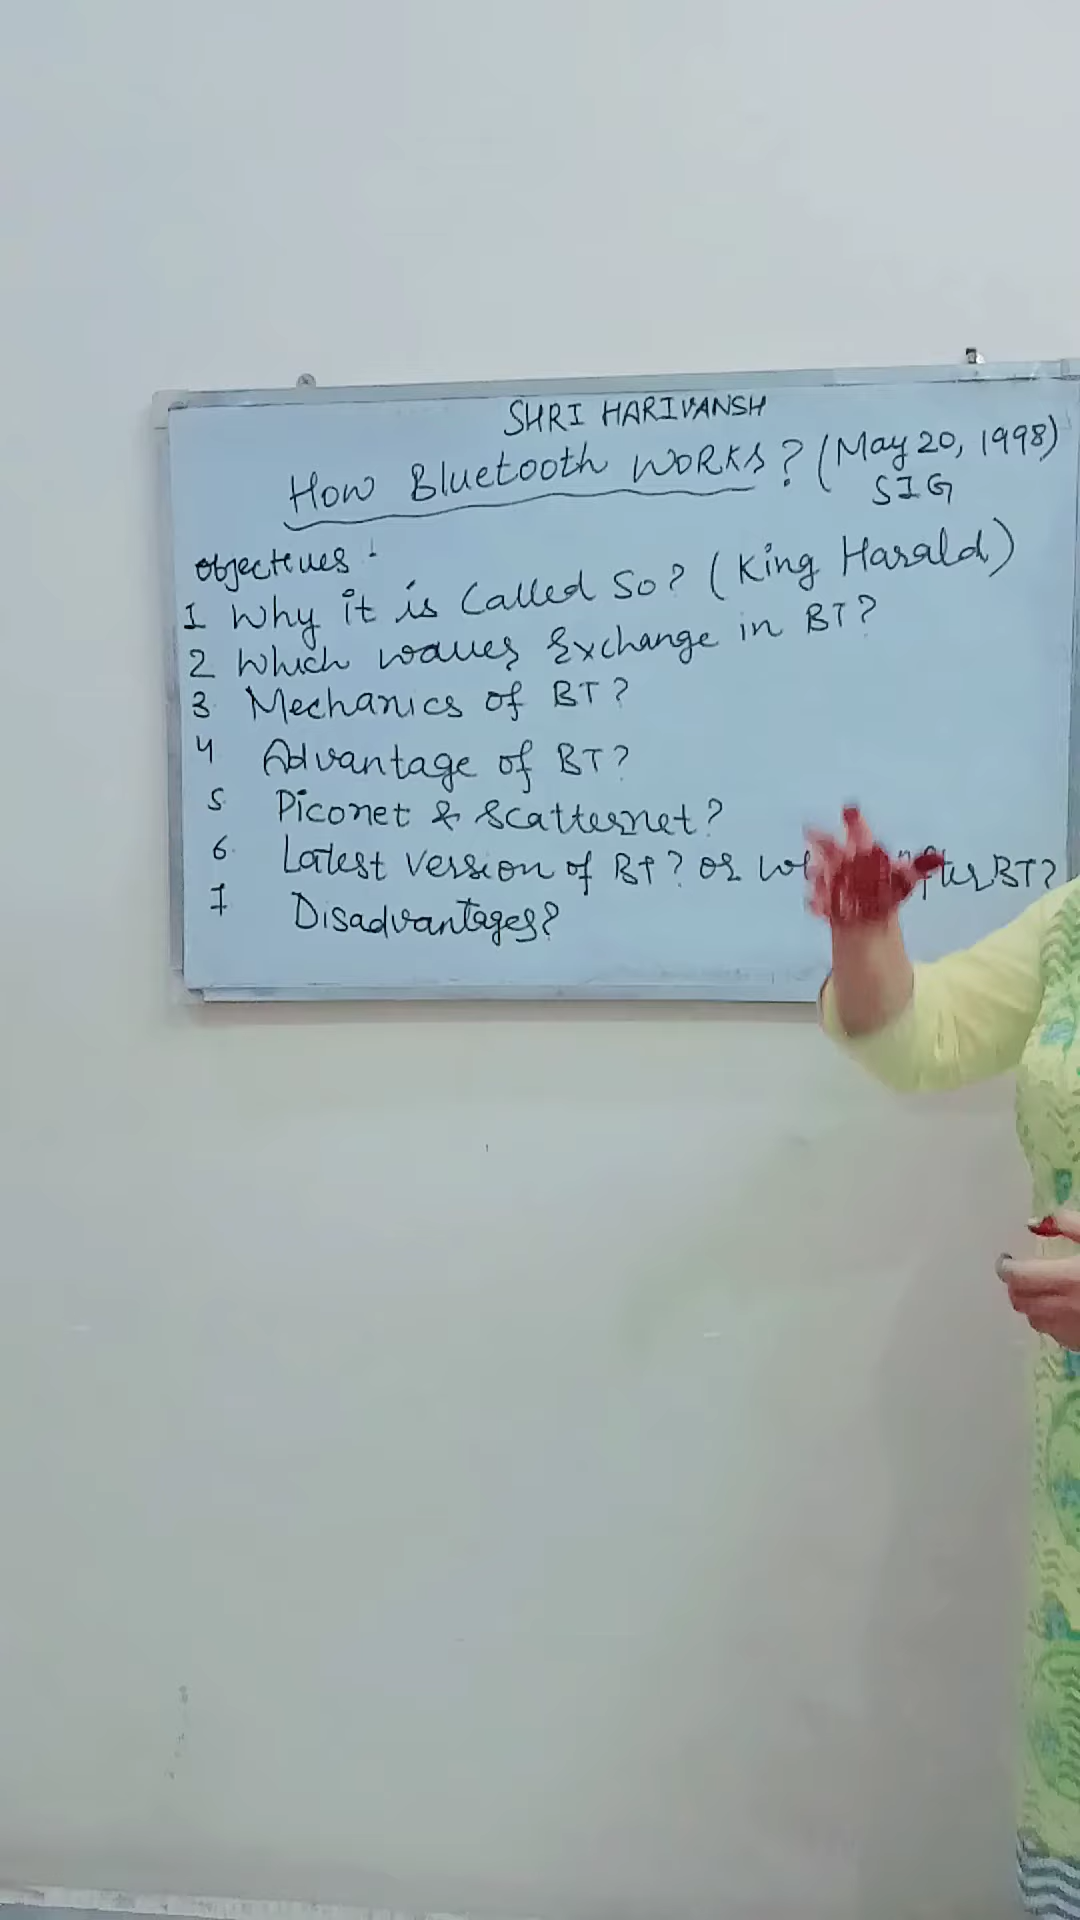 SHRI HARIVANSH
How Bluetooth WORKS? (May 20, 1998)
SIG
Objectives :
1 Why it is Called So? (King Harald)
2 Which waves Exchange in BT?
3 Mechanics of BT?
4 Advantage of BT?
5. Piconet & Scatternet?
6. Latest Version of BT? or after BT?
7 Disadvantages?